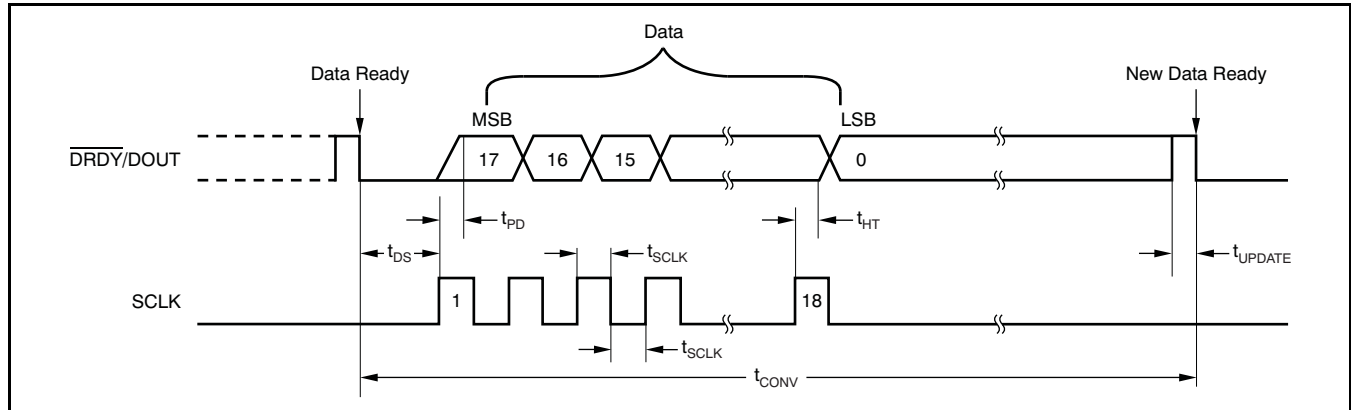 Data
Data Ready
New Data Ready
MSB
LSB
DRDY/DOUT
17
16
15
0
tPD
tHT
tDS
tSCLK
tUPDATE
SCLK
1
18
tSCLK
tCONV